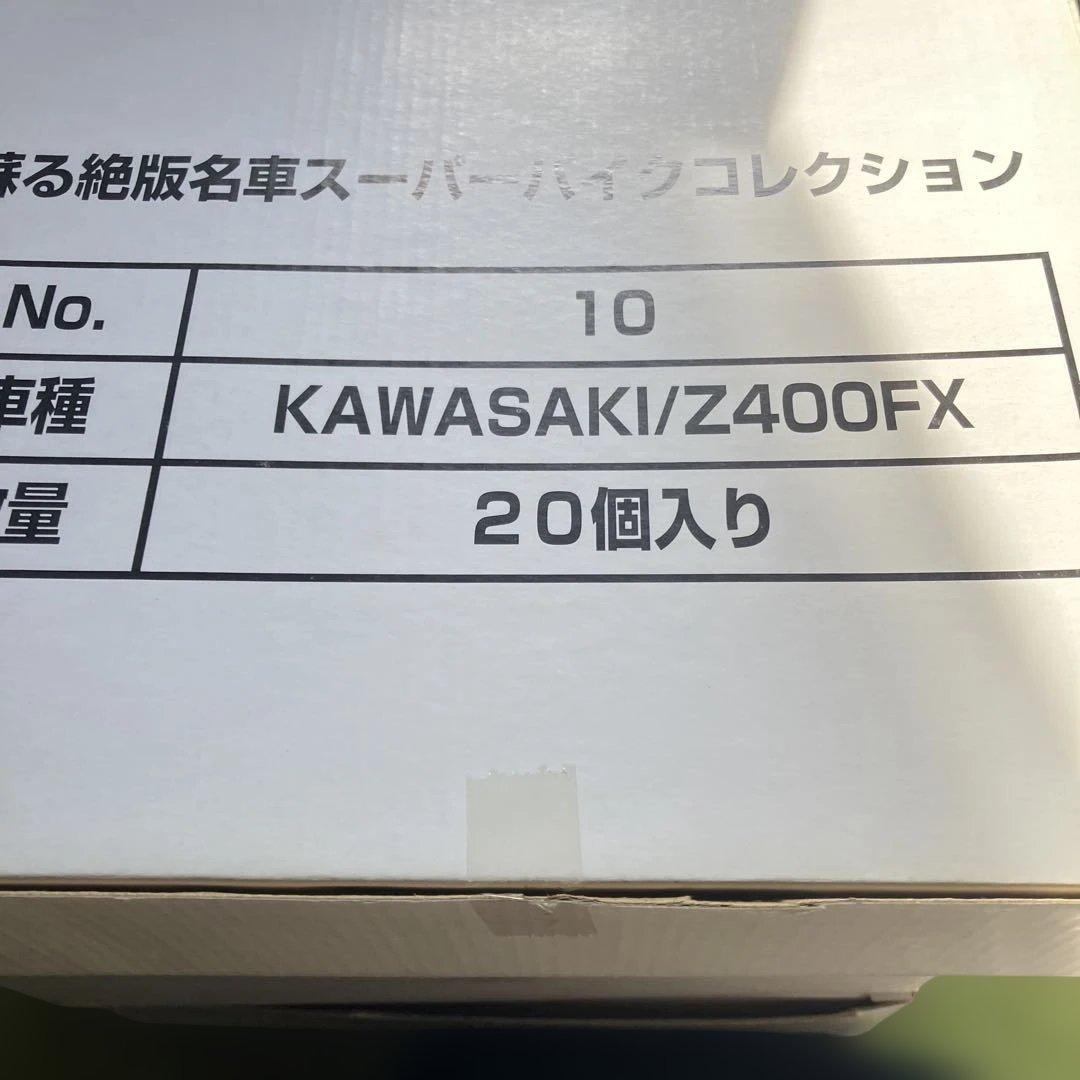 蘇る絶版名車スーパーバイクコレクション
No. 10
車種 KAWASAKI/Z400FX
数量 20個入り